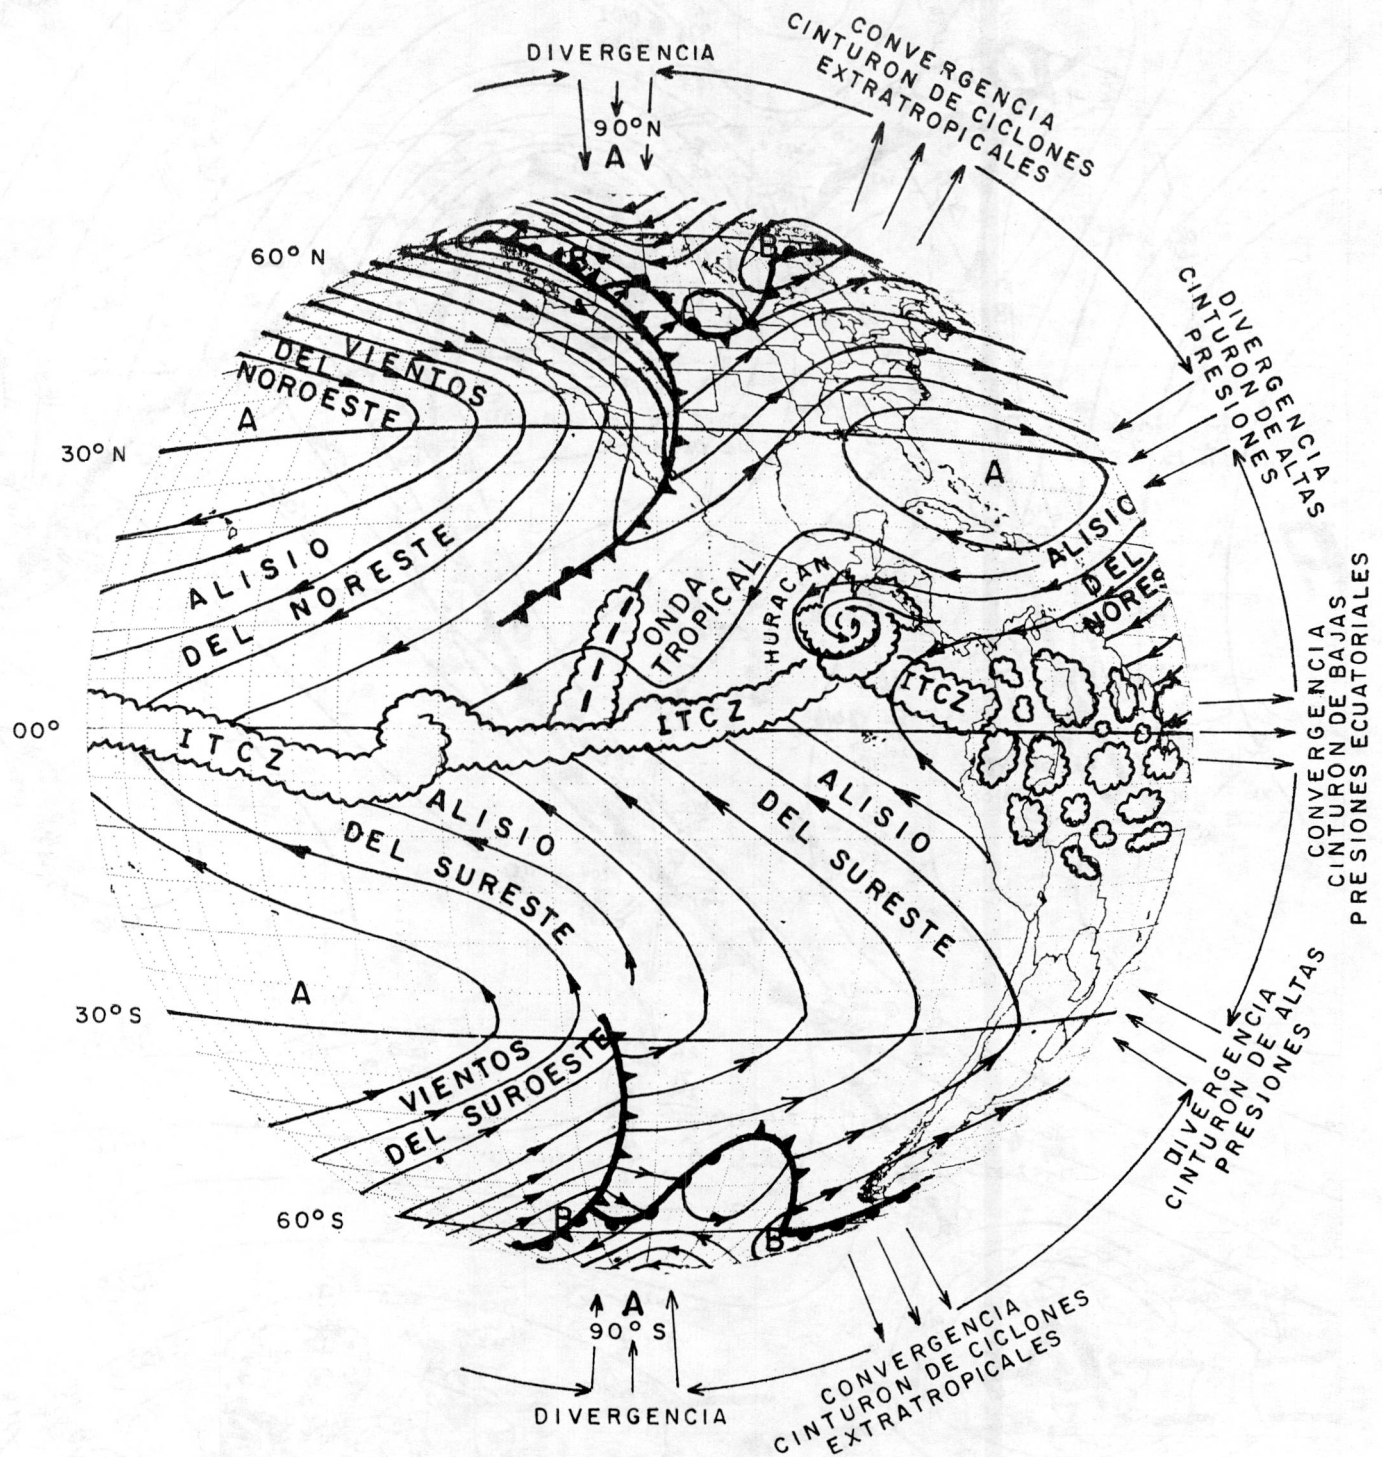 DIVERGENCIA
90°N
A
CONVERGENCIA
CINTURON DE CICLONES
EXTRATROPICALES
60° N
B
B
DIVERGENCIA
CINTURON DE ALTAS
PRESIONES
VIENTOS
DEL
NOROESTE
A
30° N
A
ALISIO
DEL NORESTE
ALISIO
DEL
NORES
ONDA
TROPICAL
HURACAN
ITCZ
ITCZ
ITCZ
00°
CONVERGENCIA
CINTURON DE BAJAS
PRESIONES ECUATORIALES
ALISIO
DEL SURESTE
ALISIO
DEL SURESTE
A
30° S
VIENTOS
DEL SUROESTE
DIVERGENCIA
CINTURON DE ALTAS
PRESIONES
60° S
B
B
A
90° S
DIVERGENCIA
CONVERGENCIA
CINTURON DE CICLONES
EXTRATROPICALES